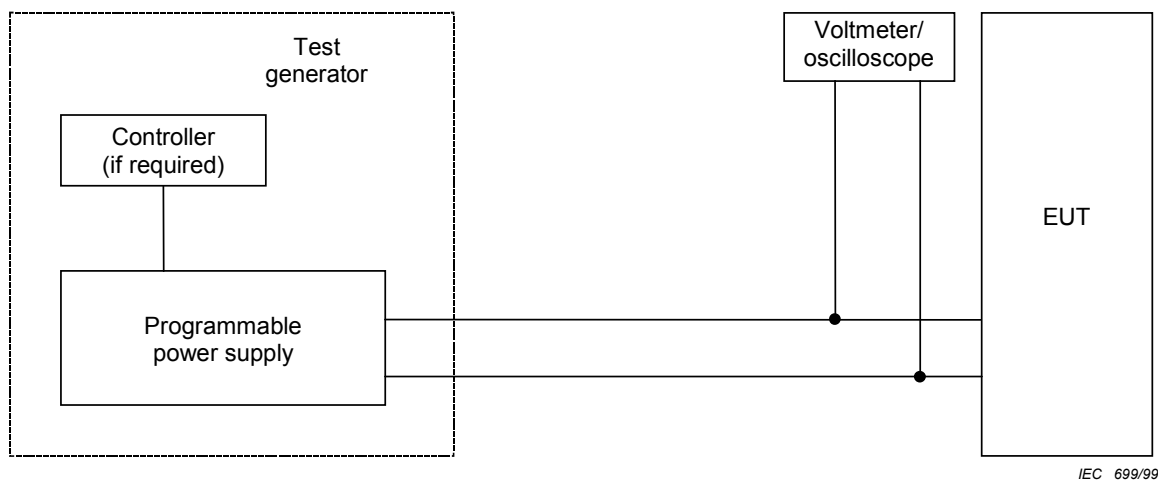 Test
generator
Voltmeter/
oscilloscope
Controller
(if required)
EUT
Programmable
power supply
IEC 699/99